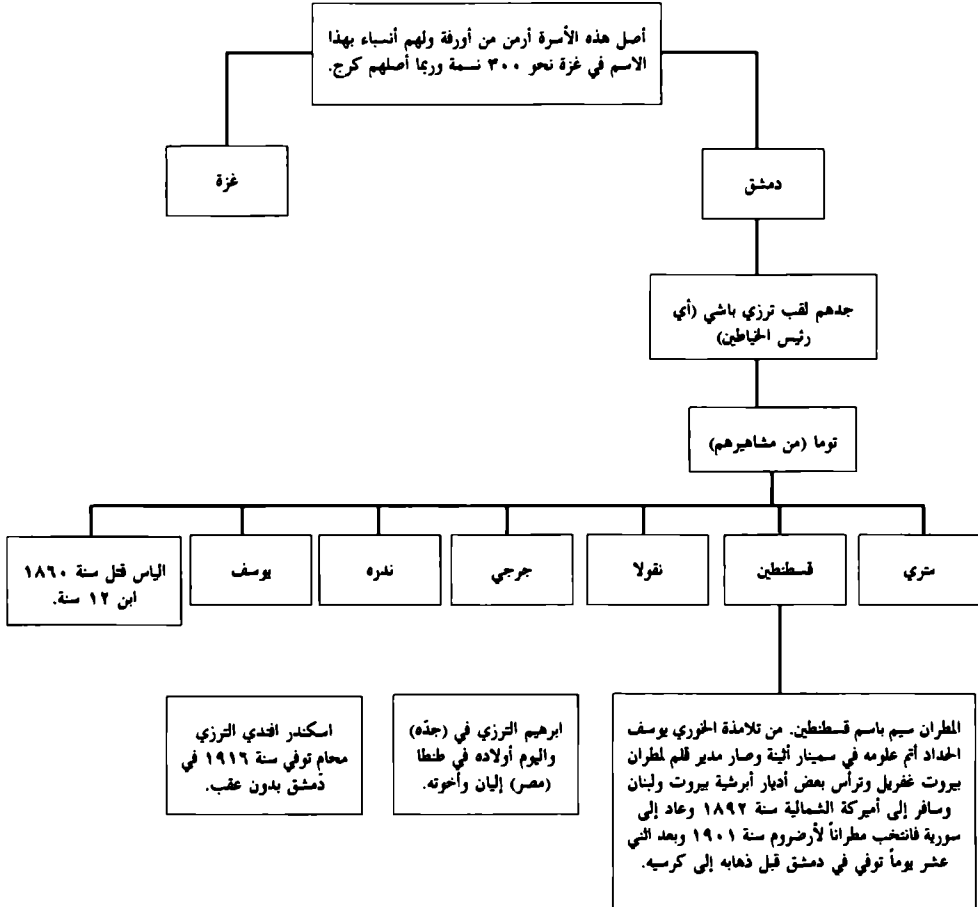 أصل هذه الأسرة أرمن من أورفة ولهم أنسباء بهذا
الاسم في غزة نحو ٣٠٠ نسمة وربما أصلهم كرج.
دمشق
غزة
جدهم لقب ترزي باشي (أي
رئيس الخياطين)
توما (من مشاهيرهم)
متري
قسطنطين
نقولا
جرجي
ندره
يوسف
الياس قتل سنة ١٨٦٠
ابن ١٢ سنة.
المطران سيم باسم قسطنطين. من تلامذة الخوري يوسف
الحداد أتم علومه في سمينار أثينة وصار مدير قلم لمطران
بيروت غفريل وترأس بعض أديار أبرشية بيروت ولبنان
وسافر إلى أميركة الشمالية سنة ١٨٩٢ وعاد إلى
سورية فانتخب مطراناً لأرضروم سنة ١٩٠١ وبعد اثني
عشر يوماً توفي في دمشق قبل ذهابه إلى كرسيه.
ابرهيم الترزي في (جدّه)
واليوم أولاده في طنطا
(مصر) إليان وأخوته.
اسكندر افندي الترزي
محام توفي سنة ١٩١٦ في
دمشق بدون عقب.